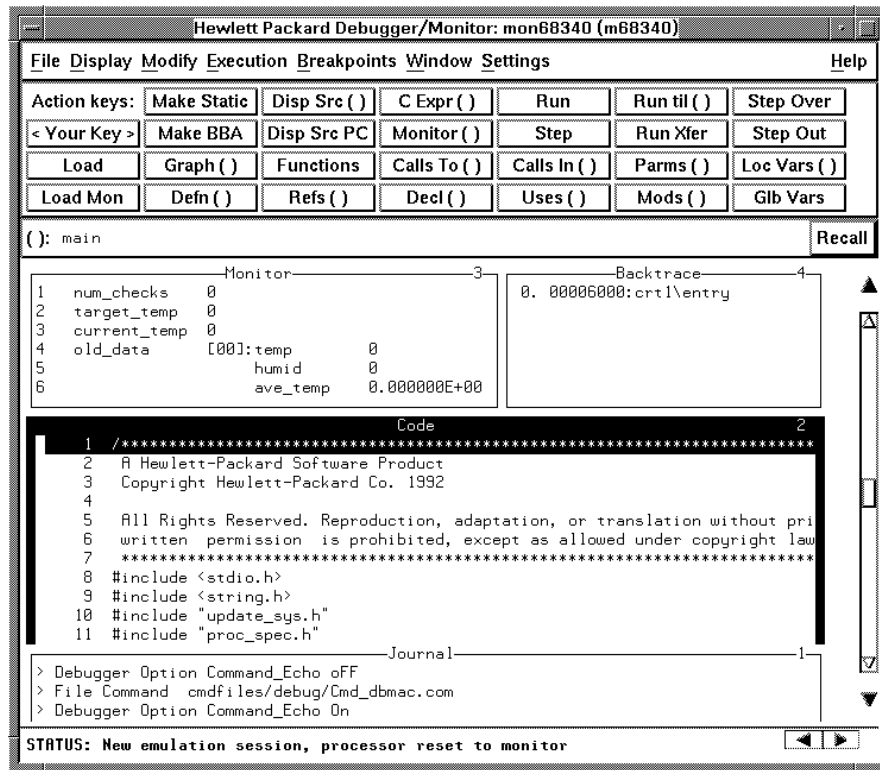 Hewlett Packard Debugger/Monitor: mon68340 (m68340)
File Display Modify Execution Breakpoints Window Settings Help
Action keys: Make Static Disp Src ( ) C Expr ( ) Run Run til ( ) Step Over
< Your Key > Make BBA Disp Src PC Monitor ( ) Step Run Xfer Step Out
Load Graph ( ) Functions Calls To ( ) Calls In ( ) Parms ( ) Loc Vars ( )
Load Mon Defn ( ) Refs ( ) Decl ( ) Uses ( ) Mods ( ) Glb Vars
( ): main Recall
Monitor 3 Backtrace 4
1 num_checks 0 0. 00006000:crt1\entry
2 target_temp 0
3 current_temp 0
4 old_data [00]:temp 0
5 humid 0
6 ave_temp 0.000000E+00
Code 2
1 /*************************************************************************
2 A Hewlett-Packard Software Product
3 Copyright Hewlett-Packard Co. 1992
4
5 All Rights Reserved. Reproduction, adaptation, or translation without pri
6 written  permission  is prohibited, except as allowed under copyright law
7 *************************************************************************
8 #include <stdio.h>
9 #include <string.h>
10 #include "update_sys.h"
11 #include "proc_spec.h"
Journal 1
> Debugger Option Command_Echo oFF
> File Command  cmdfiles/debug/Cmd_dbmac.com
> Debugger Option Command_Echo On
STATUS: New emulation session, processor reset to monitor